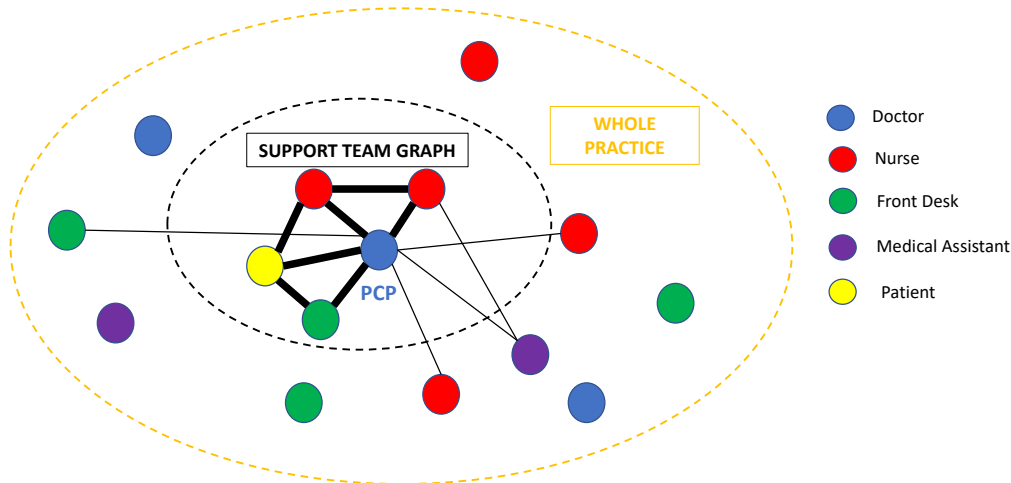 WHOLE
PRACTICE
SUPPORT TEAM GRAPH
PCP
Doctor
Nurse
Front Desk
Medical Assistant
Patient